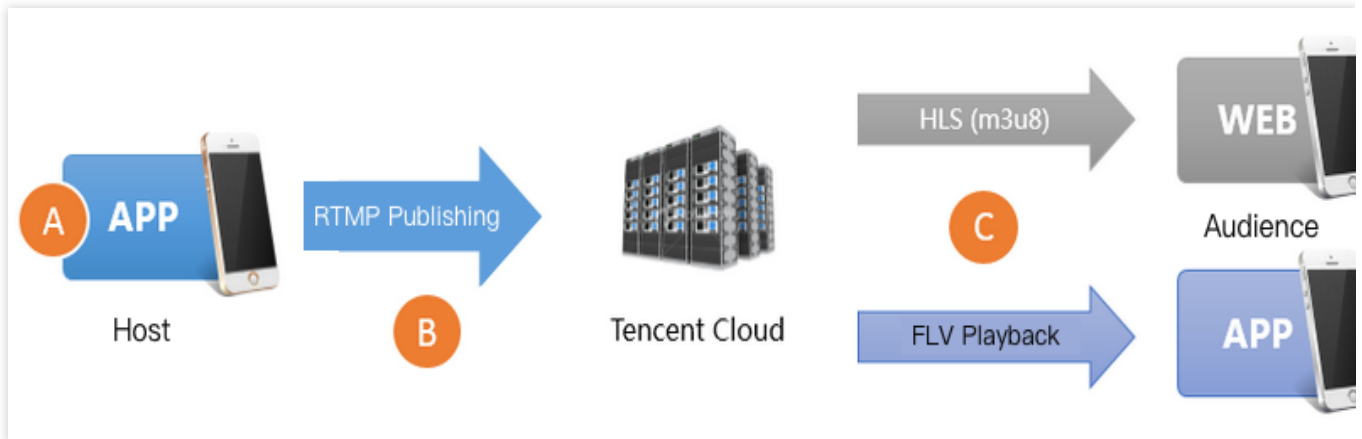 A
APP
Host
RTMP Publishing
B
Tencent Cloud
HLS (m3u8)
C
FLV Playback
WEB
Audience
APP